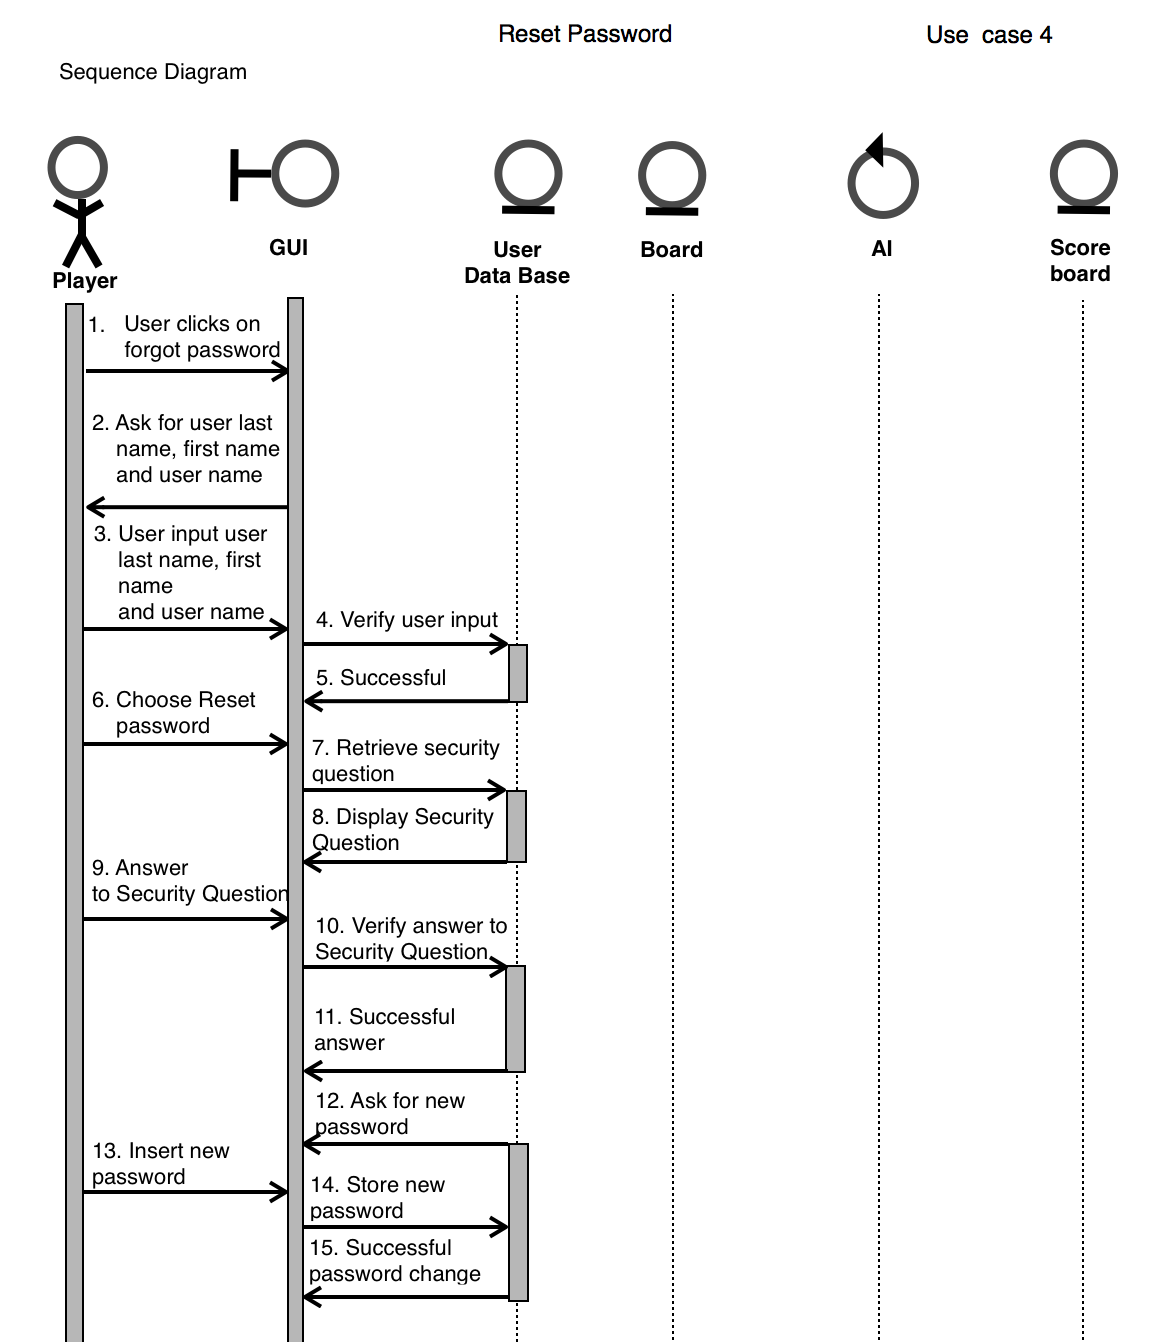 Reset Password
Use case 4
Sequence Diagram
Player
GUI
User
Data Base
Board
AI
Score
board
1. User clicks on
forgot password
2. Ask for user last
name, first name
and user name
3. User input user
last name, first
name
and user name
4. Verify user input
5. Successful
6. Choose Reset
password
7. Retrieve security
question
8. Display Security
Question
9. Answer
to Security Question
10. Verify answer to
Security Question
11. Successful
answer
12. Ask for new
password
13. Insert new
password
14. Store new
password
15. Successful
password change